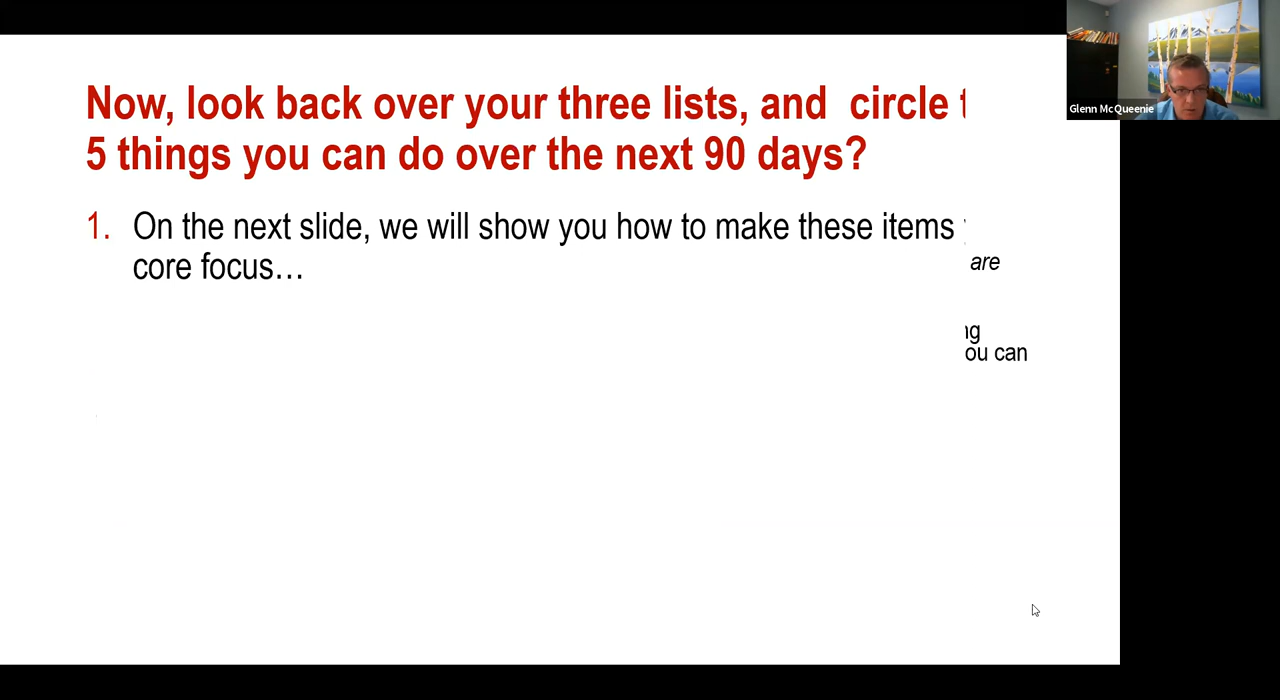 Now, look back over your three lists, and circle
5 things you can do over the next 90 days?
1. On the next slide, we will show you how to make these items
core focus…
are
ou can
Glenn McQueenie